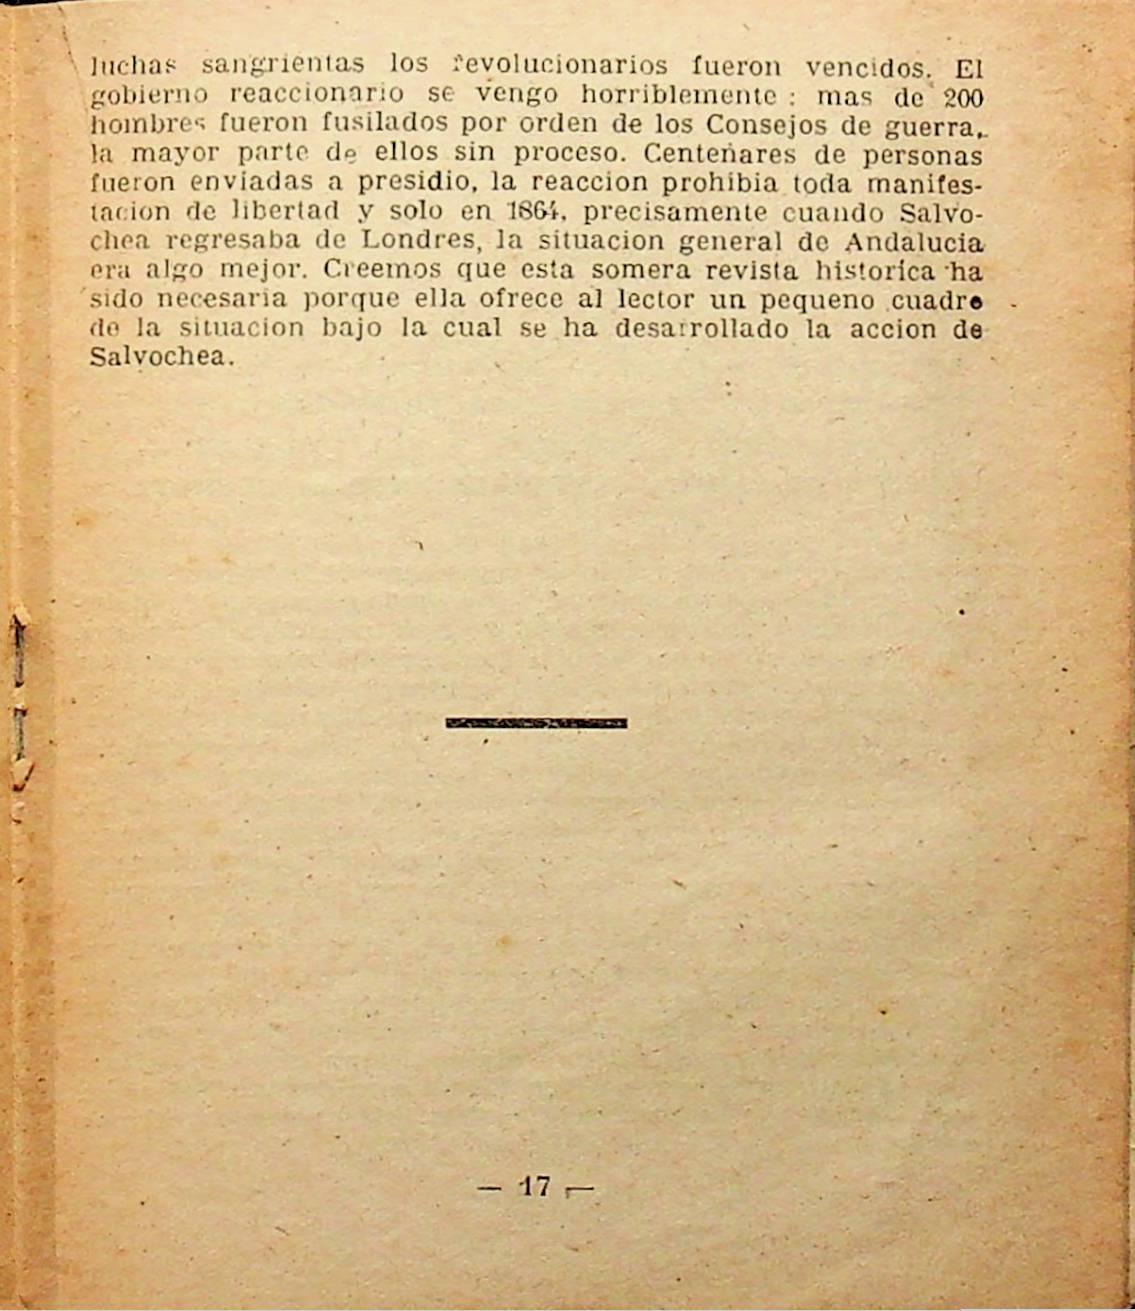 luchas sangrientas los revolucionarios fueron vencidos. El
gobierno reaccionario se vengo horriblemente : mas de 200
hombres fueron fusilados por orden de los Consejos de guerra,
la mayor parte de ellos sin proceso. Centenares de personas
fueron enviadas a presidio, la reaccion prohibia toda manifes-
tacion de libertad y solo en 1864, precisamente cuando Salvo-
chea regresaba de Londres, la situacion general de Andalucia
era algo mejor. Creemos que esta somera revista historica ha
sido necesaria porque ella ofrece al lector un pequeno cuadro
de la situacion bajo la cual se ha desarrollado la accion de
Salvochea.
— 17 —